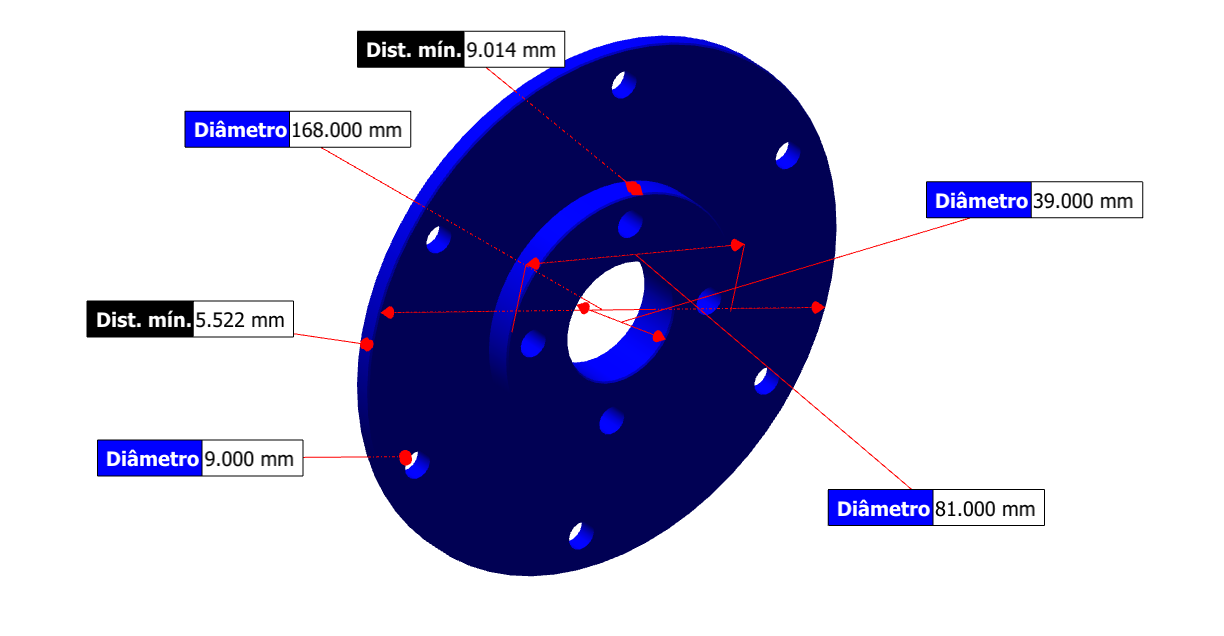 Dist. mín. 9.014 mm
Diâmetro 168.000 mm
Diâmetro 39.000 mm
Dist. mín. 5.522 mm
Diâmetro 9.000 mm
Diâmetro 81.000 mm